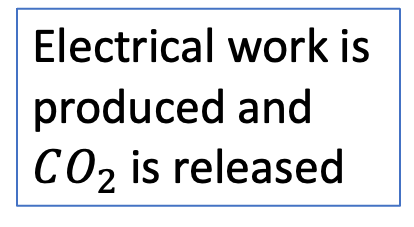 Electrical work is
produced and
CO₂ is released